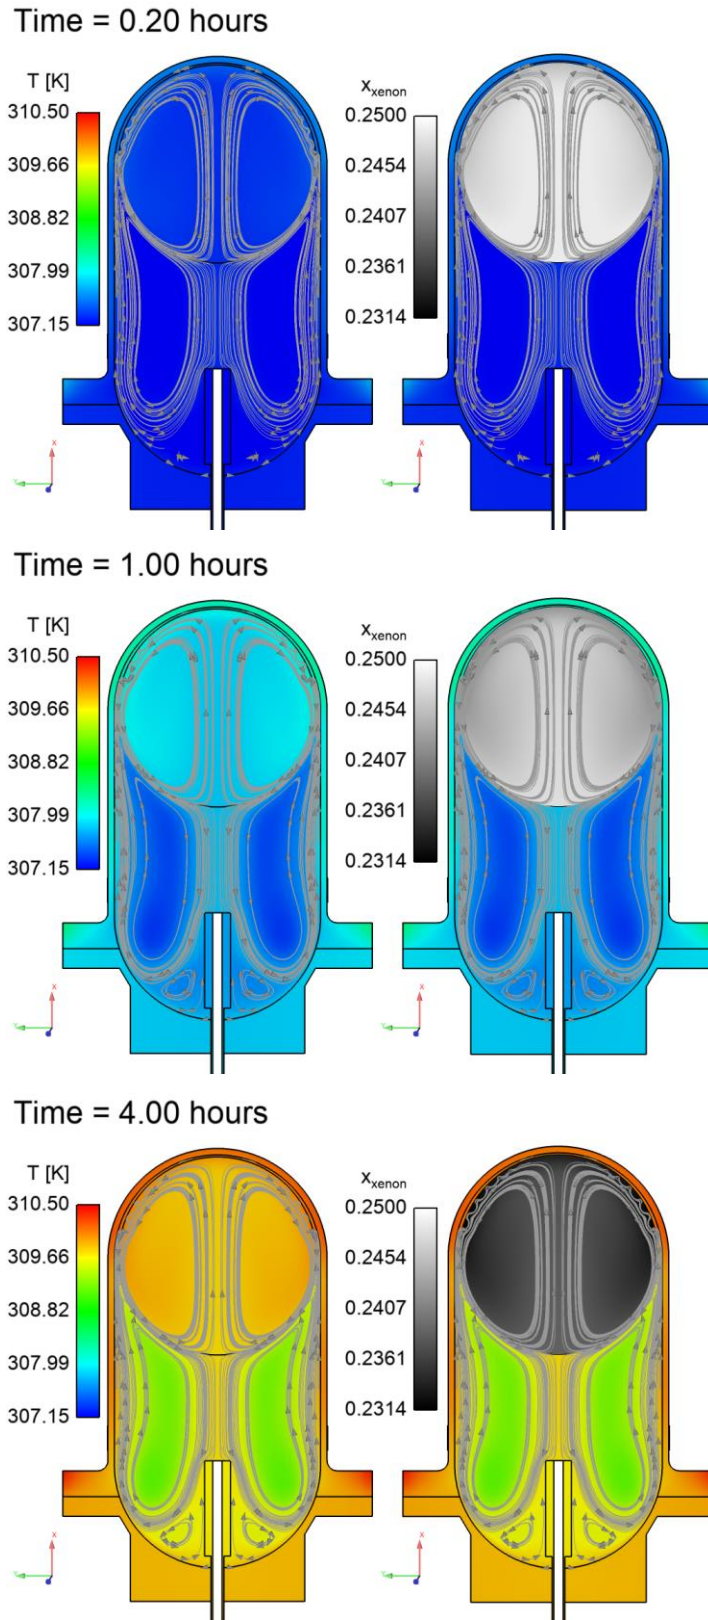 Time = 0.20 hours
T [K]
310.50
309.66
308.82
307.99
307.15
x
Y
xxenon
0.2500
0.2454
0.2407
0.2361
0.2314
x
Y
Time = 1.00 hours
T [K]
310.50
309.66
308.82
307.99
307.15
x
Y
xxenon
0.2500
0.2454
0.2407
0.2361
0.2314
x
Y
Time = 4.00 hours
T [K]
310.50
309.66
308.82
307.99
307.15
x
Y
xxenon
0.2500
0.2454
0.2407
0.2361
0.2314
x
Y